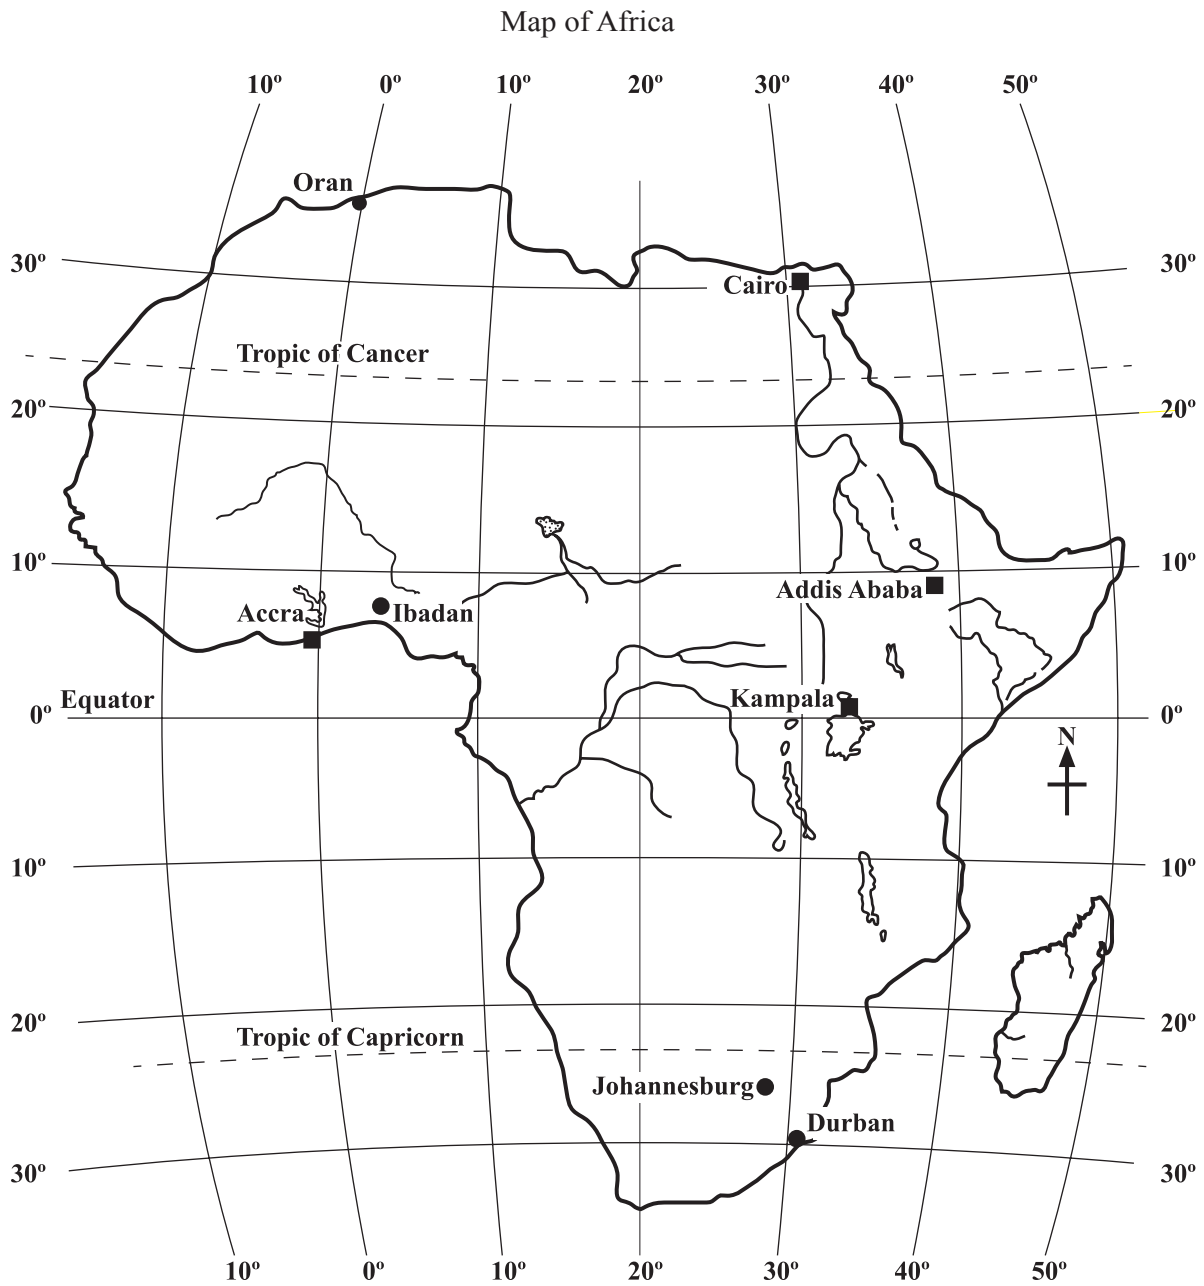 Map of Africa
10º 0º 10º 20º 30º 40º 50º
Oran
30º 30º
Cairo
Tropic of Cancer
20º 20º
10º 10º
Addis Ababa
Accra Ibadan
Kampala
Equator
0º 0º
N
10º 10º
20º 20º
Tropic of Capricorn
Johannesburg
Durban
30º 30º
10º 0º 10º 20º 30º 40º 50º